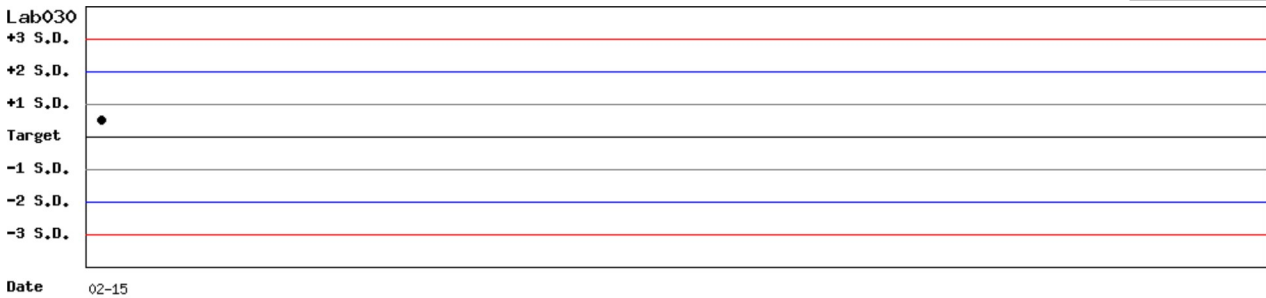 Lab030
+3 S.D.
+2 S.D.
+1 S.D.
Target
-1 S.D.
-2 S.D.
-3 S.D.
Date 02-15